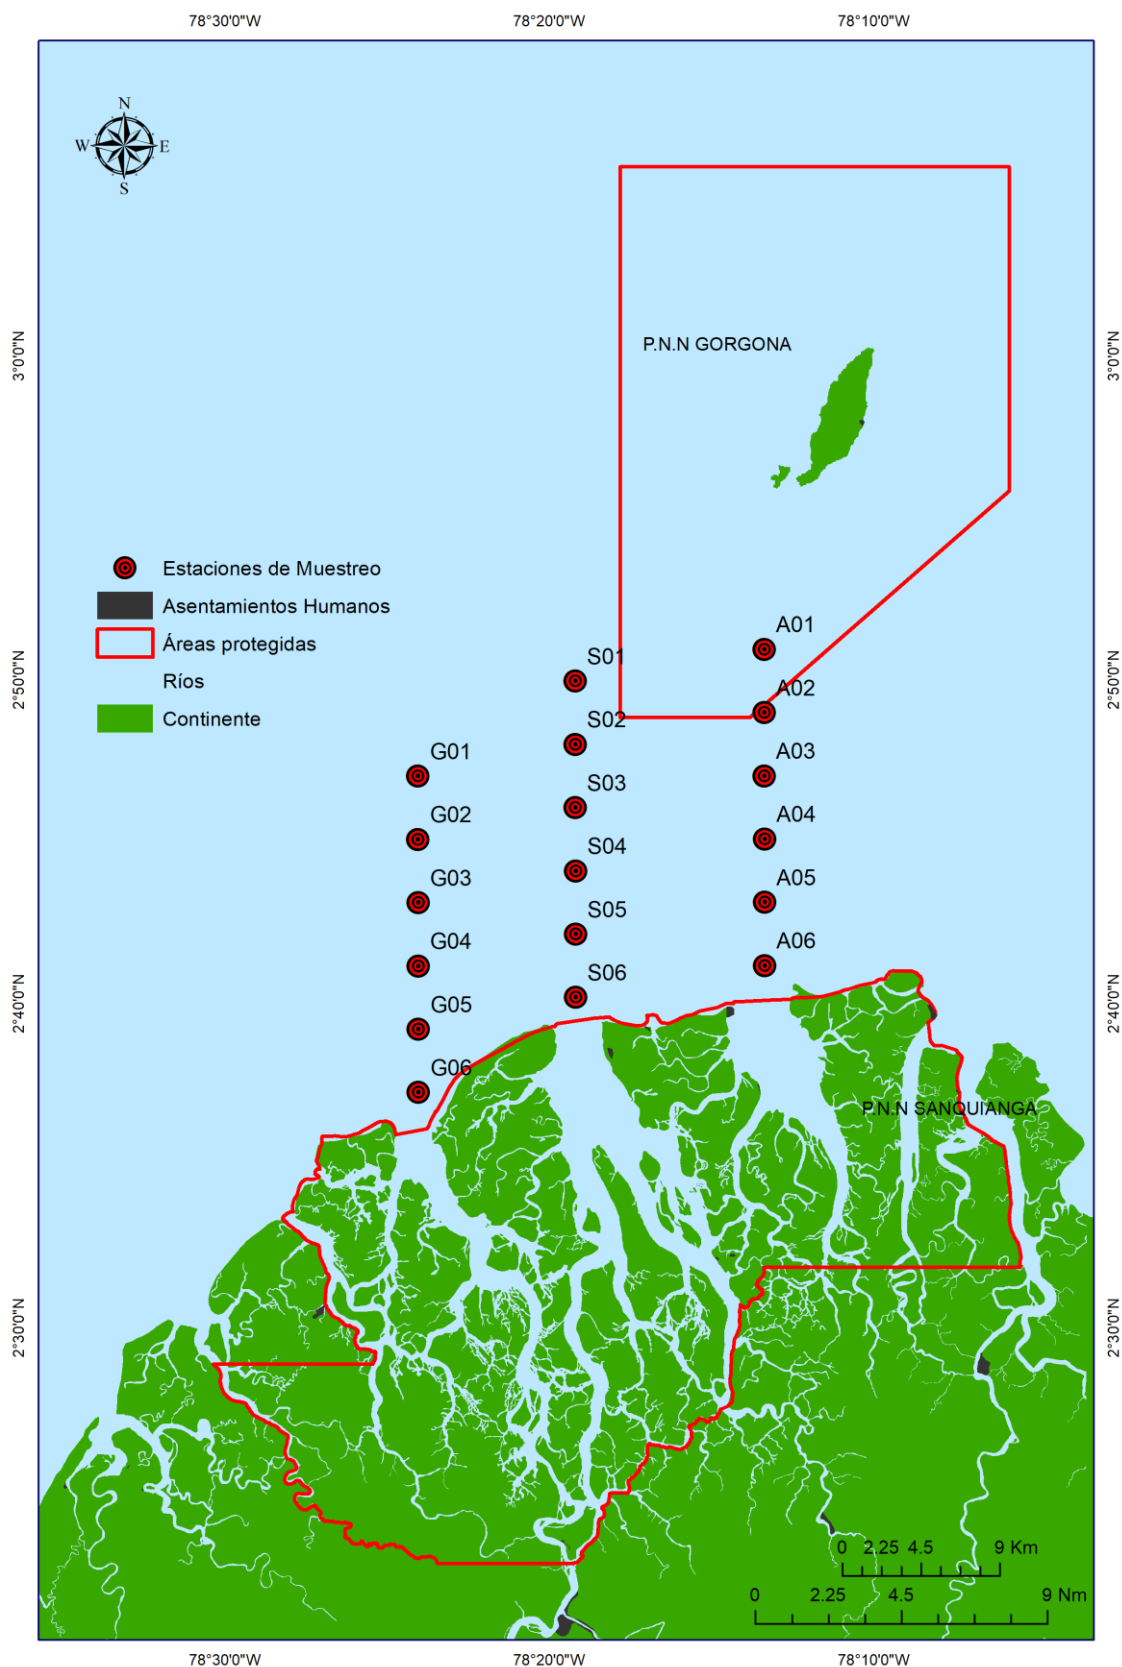 78°30'0"W 78°20'0"W 78°10'0"W
N
W E
S
3°0'0"N
3°0'0"N
P.N.N GORGONA
Estaciones de Muestreo
Asentamientos Humanos
Áreas protegidas
Ríos
Continente
A01
S01
2°50'0"N
2°50'0"N
A02
S02
G01
A03
S03
G02
A04
S04
G03
A05
S05
G04
A06
S06
2°40'0"N
2°40'0"N
G05
G06
P.N.N SANQUIANGA
2°30'0"N
2°30'0"N
0 2.25 4.5 9 Km
0 2.25 4.5 9 Nm
78°30'0"W 78°20'0"W 78°10'0"W